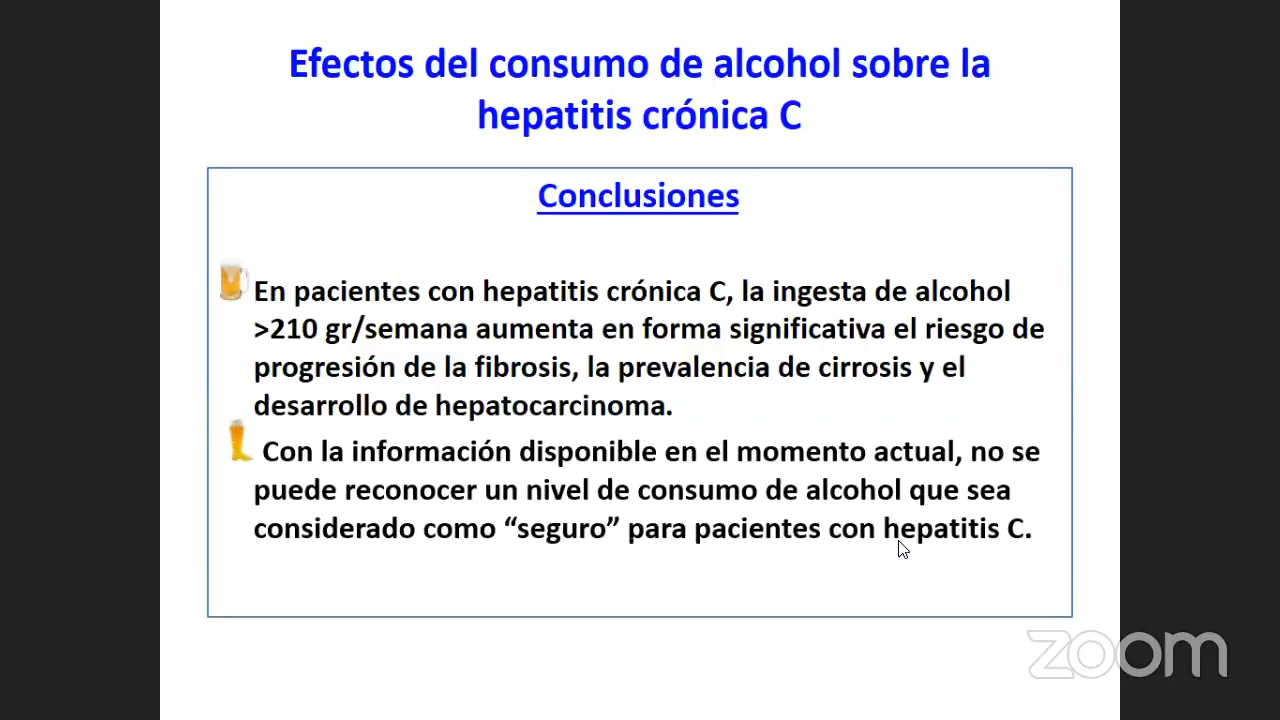 Efectos del consumo de alcohol sobre la
hepatitis crónica C
Conclusiones
En pacientes con hepatitis crónica C, la ingesta de alcohol
>210 gr/semana aumenta en forma significativa el riesgo de
progresión de la fibrosis, la prevalencia de cirrosis y el
desarrollo de hepatocarcinoma.
Con la información disponible en el momento actual, no se
puede reconocer un nivel de consumo de alcohol que sea
considerado como “seguro” para pacientes con hepatitis C.
zoom